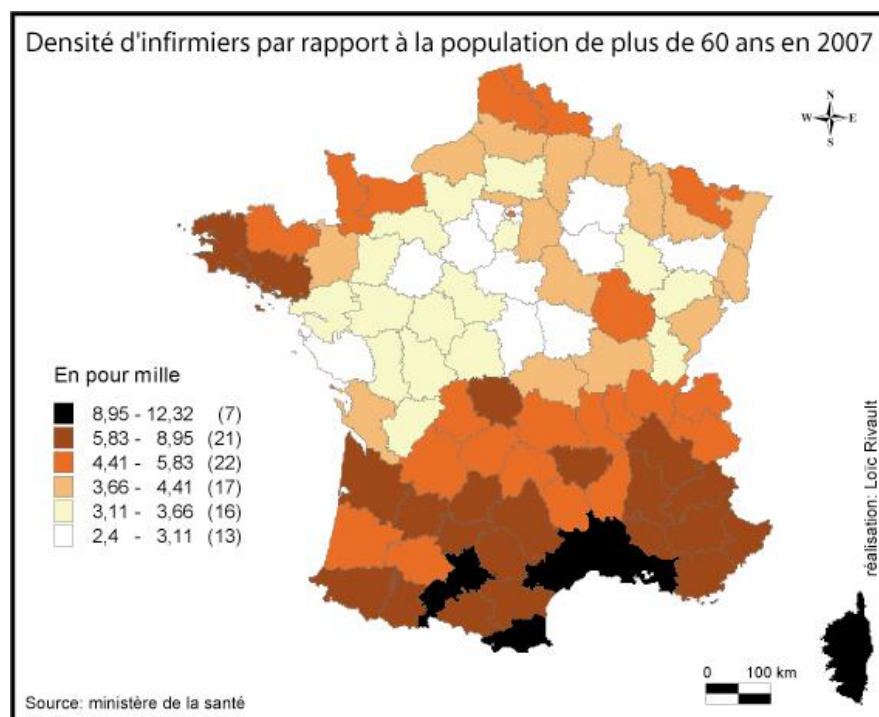 Densité d'infirmiers par rapport à la population de plus de 60 ans en 2007
N
W E
S
En pour mille
8,95 - 12,32 (7)
5,83 - 8,95 (21)
4,41 - 5,83 (22)
3,66 - 4,41 (17)
3,11 - 3,66 (16)
2,4 - 3,11 (13)
réalisation: Loïc Rivault
0 100 km
Source: ministère de la santé